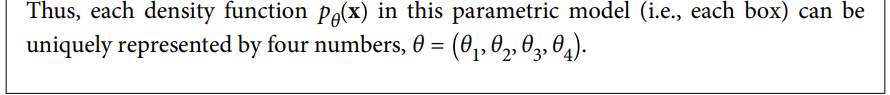 Thus, each density function pθ(x) in this parametric model (i.e., each box) can be
uniquely represented by four numbers, θ = (θ₁, θ₂, θ₃, θ₄).